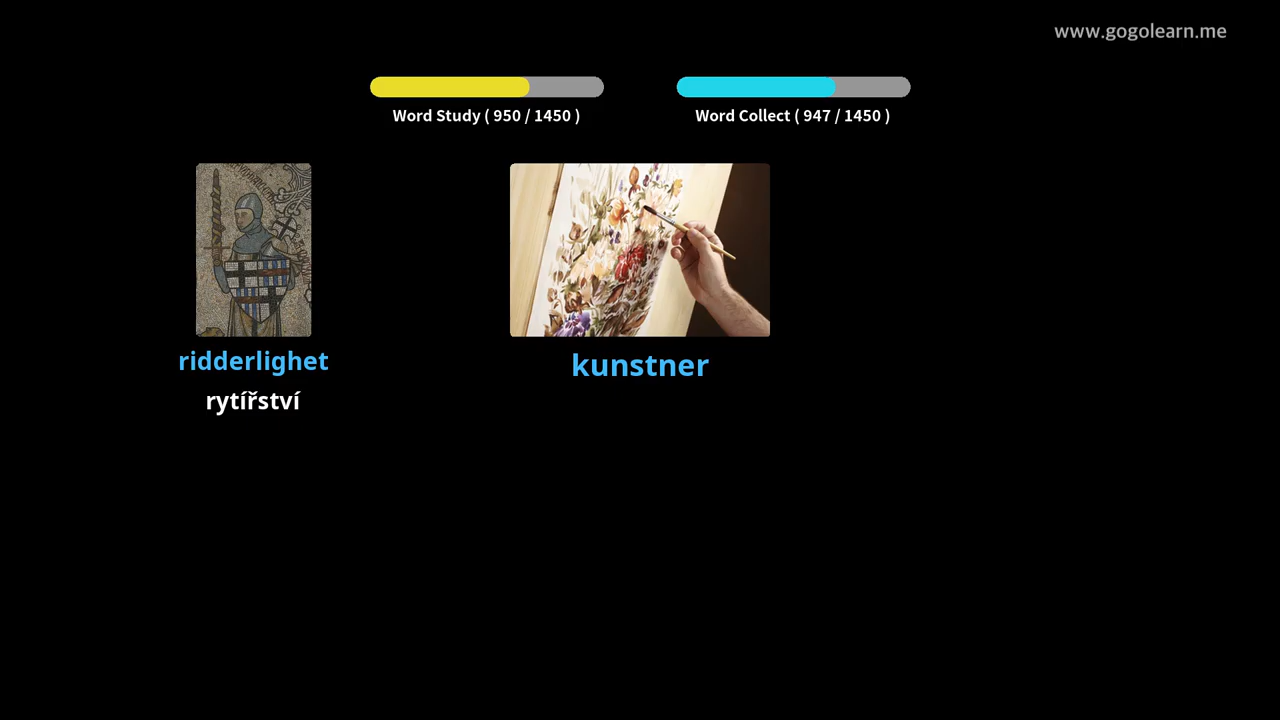 www.gogolearn.me
Word Study ( 950 / 1450 )
Word Collect ( 947 / 1450 )
ridderlighet
rytířství
kunstner